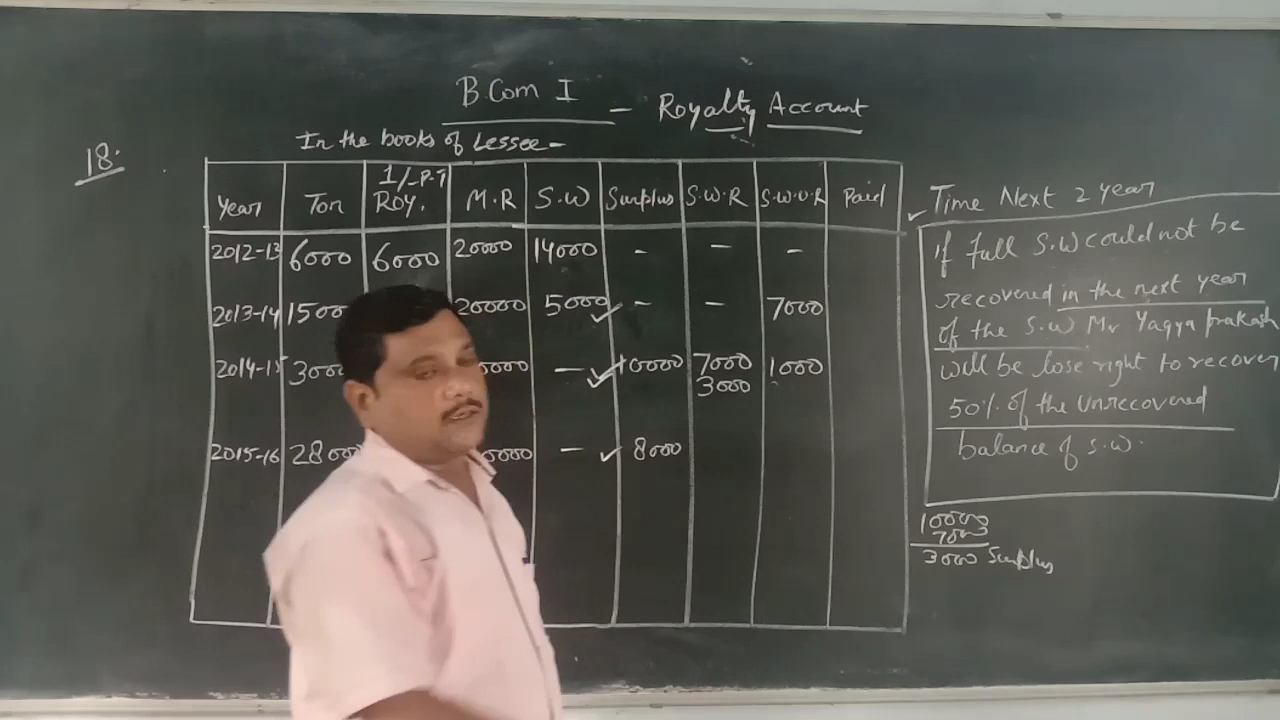 B.Com I - Royalty Account
In the books of Lessee -
18.
Year Ton 1/- P.T Roy. M.R S.W Surplus S.W.R S.W.U.R Paid
2012-13 6000 6000 20000 14000 - - -
2013-14 1500 20000 5000 - - 7000
2014-15 3000 0000 - 10000 7000 1000
3000
2015-16 28000 0000 - 8000
Time Next 2 year
If full S.W could not be
recovered in the next year
of the S.W Mr Yagya prakash
will be lose right to recover
50% of the unrecovered
balance of S.W.
10000
7000
3000 Surplus